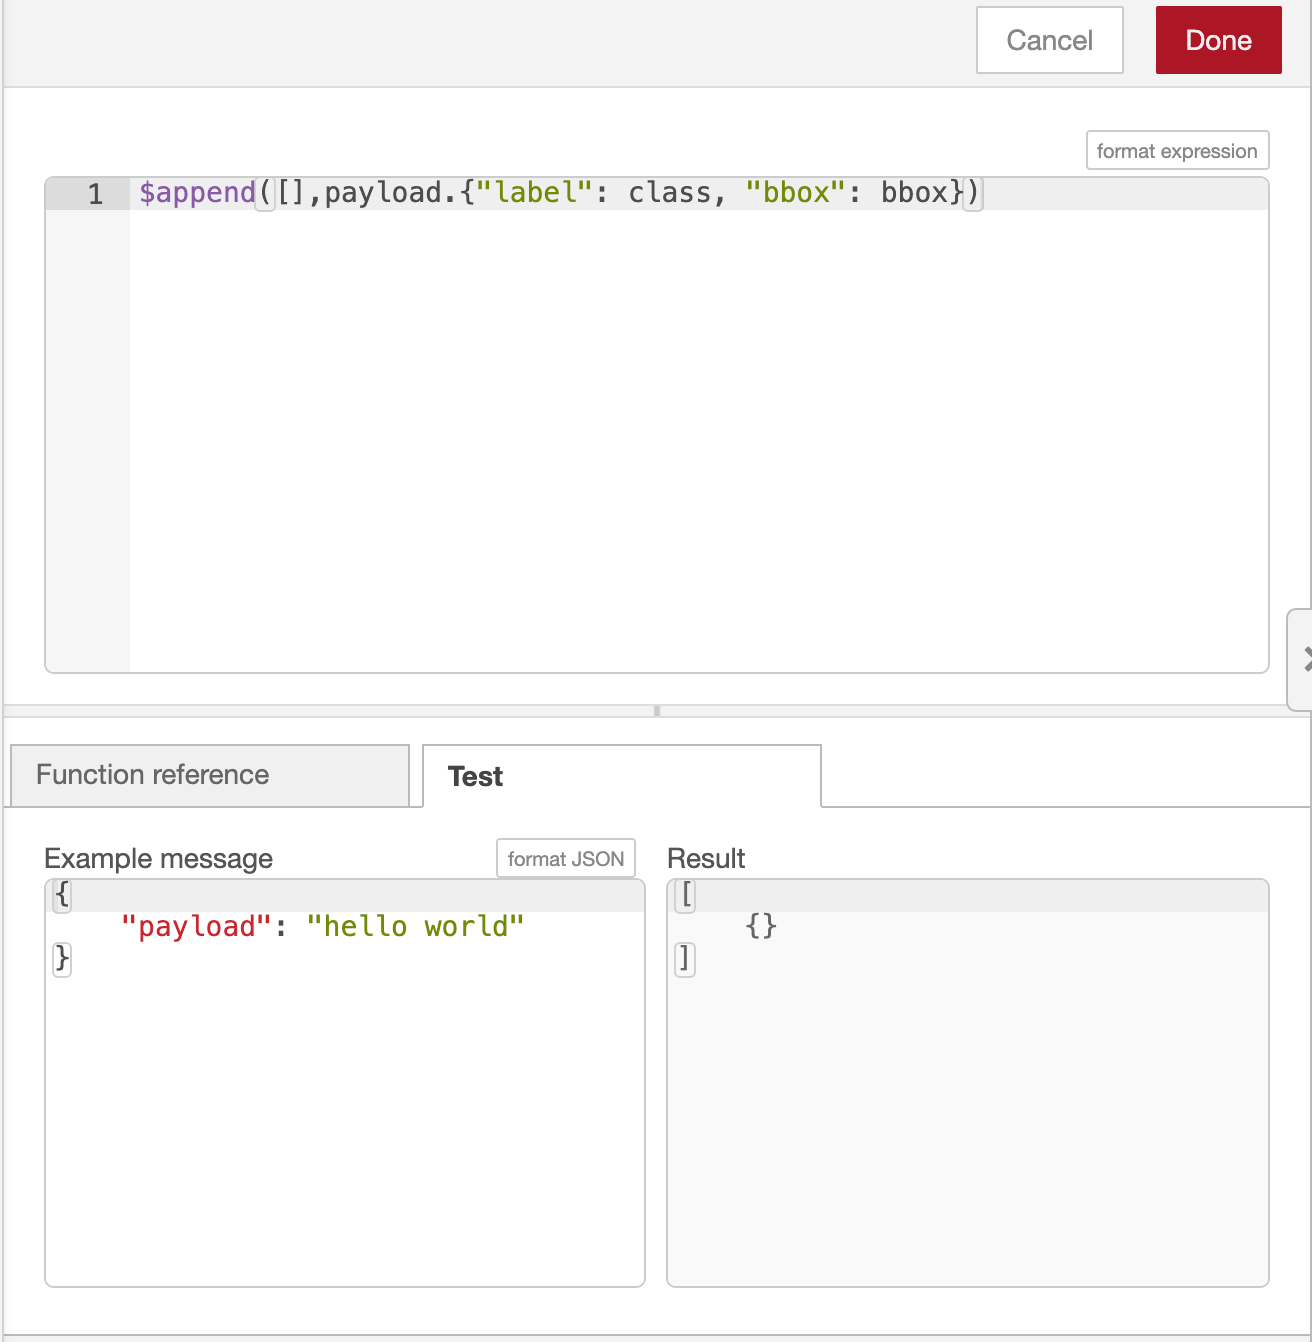 Cancel Done
format expression
1 $append([],payload.{"label": class, "bbox": bbox})
Function reference Test
Example message format JSON Result
{
"payload": "hello world"
}
[
{}
]